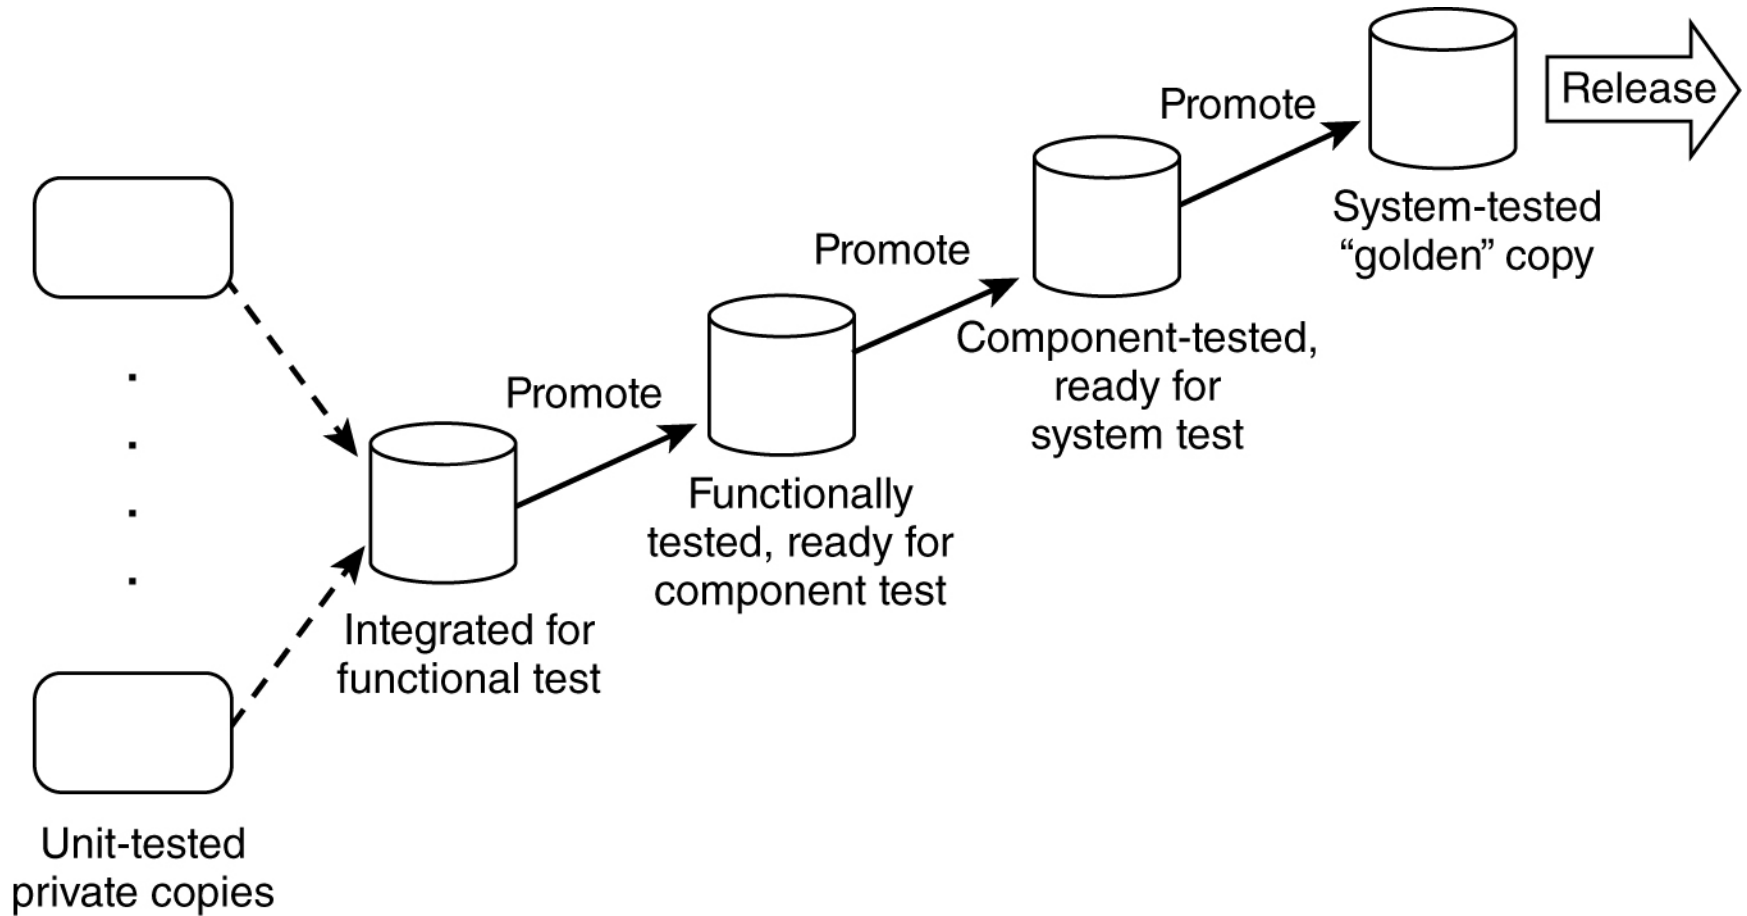 Unit-tested
private copies
Integrated for
functional test
Promote
Functionally
tested, ready for
component test
Promote
Component-tested,
ready for
system test
Promote
System-tested
“golden” copy
Release